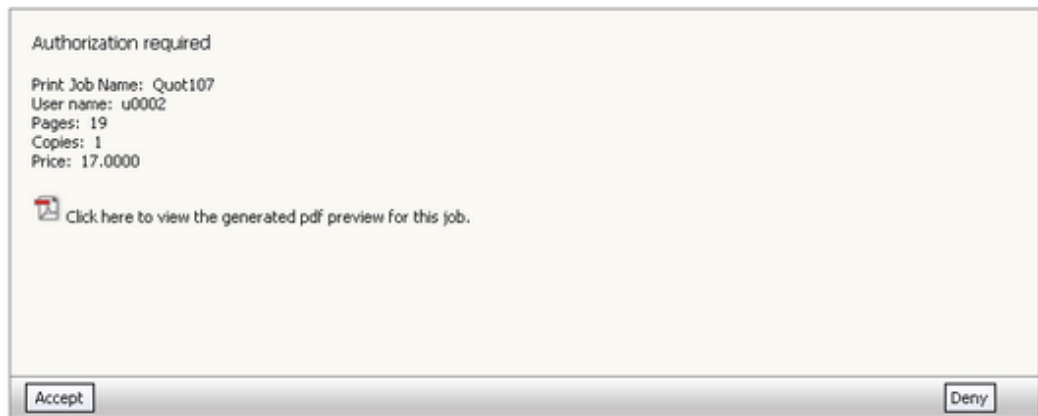 Authorization required
Print Job Name: Quot107
User name: u0002
Pages: 19
Copies: 1
Price: 17.0000
Click here to view the generated pdf preview for this job.
Accept
Deny